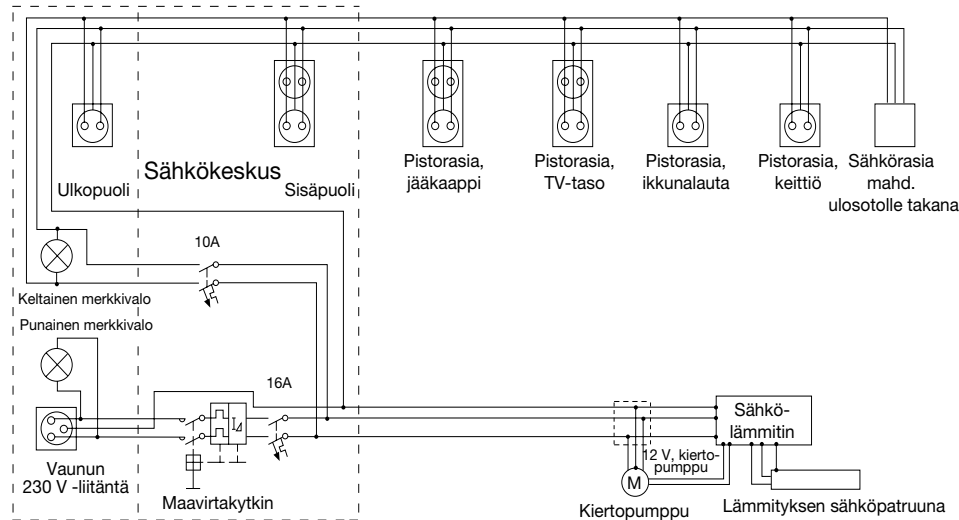 Ulkopuoli
Sähkökeskus
Sisäpuoli
Pistorasia,
jääkaappi
Pistorasia,
TV-taso
Pistorasia,
ikkunalauta
Pistorasia,
keittiö
Sähkörasia
mahd.
ulosotolle takana
10A
Keltainen merkkivalo
Punainen merkkivalo
16A
I⊿
Vaunun
230 V -liitäntä
Maavirtakytkin
12 V, kierto-
pumppu
M
Kiertopumppu
Sähkö-
lämmitin
Lämmityksen sähköpatruuna